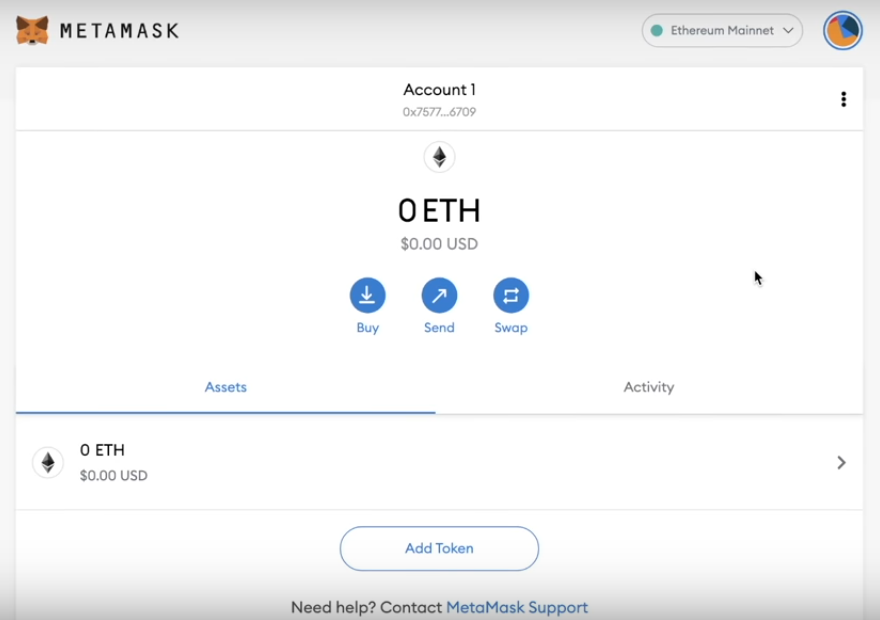 METAMASK
Ethereum Mainnet
Account 1
0x7577...6709
0 ETH
$0.00 USD
Buy Send Swap
Assets Activity
0 ETH
$0.00 USD
Add Token
Need help? Contact MetaMask Support